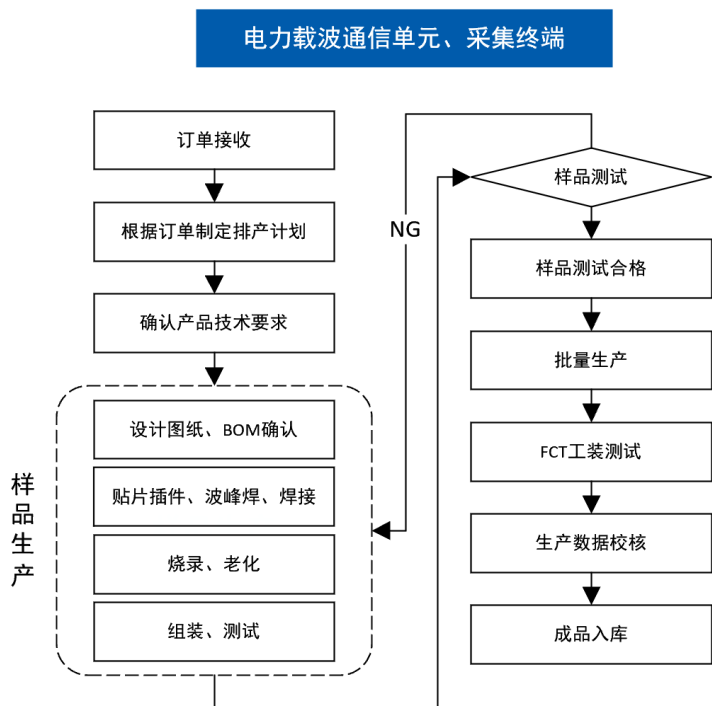 电力载波通信单元、采集终端
订单接收
根据订单制定排产计划
确认产品技术要求
样品生产
设计图纸、BOM确认
贴片插件、波峰焊、焊接
烧录、老化
组装、测试
NG
样品测试
样品测试合格
批量生产
FCT工装测试
生产数据校核
成品入库